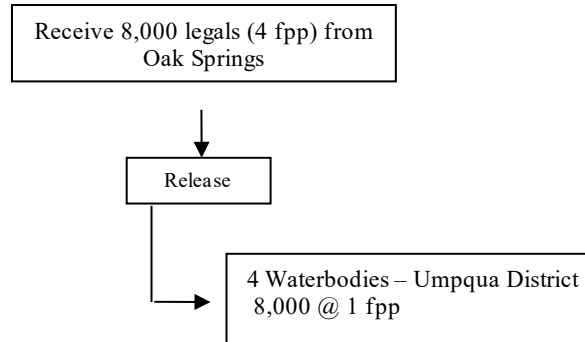 Receive 8,000 legals (4 fpp) from
Oak Springs
Release
4 Waterbodies – Umpqua District
8,000 @ 1 fpp